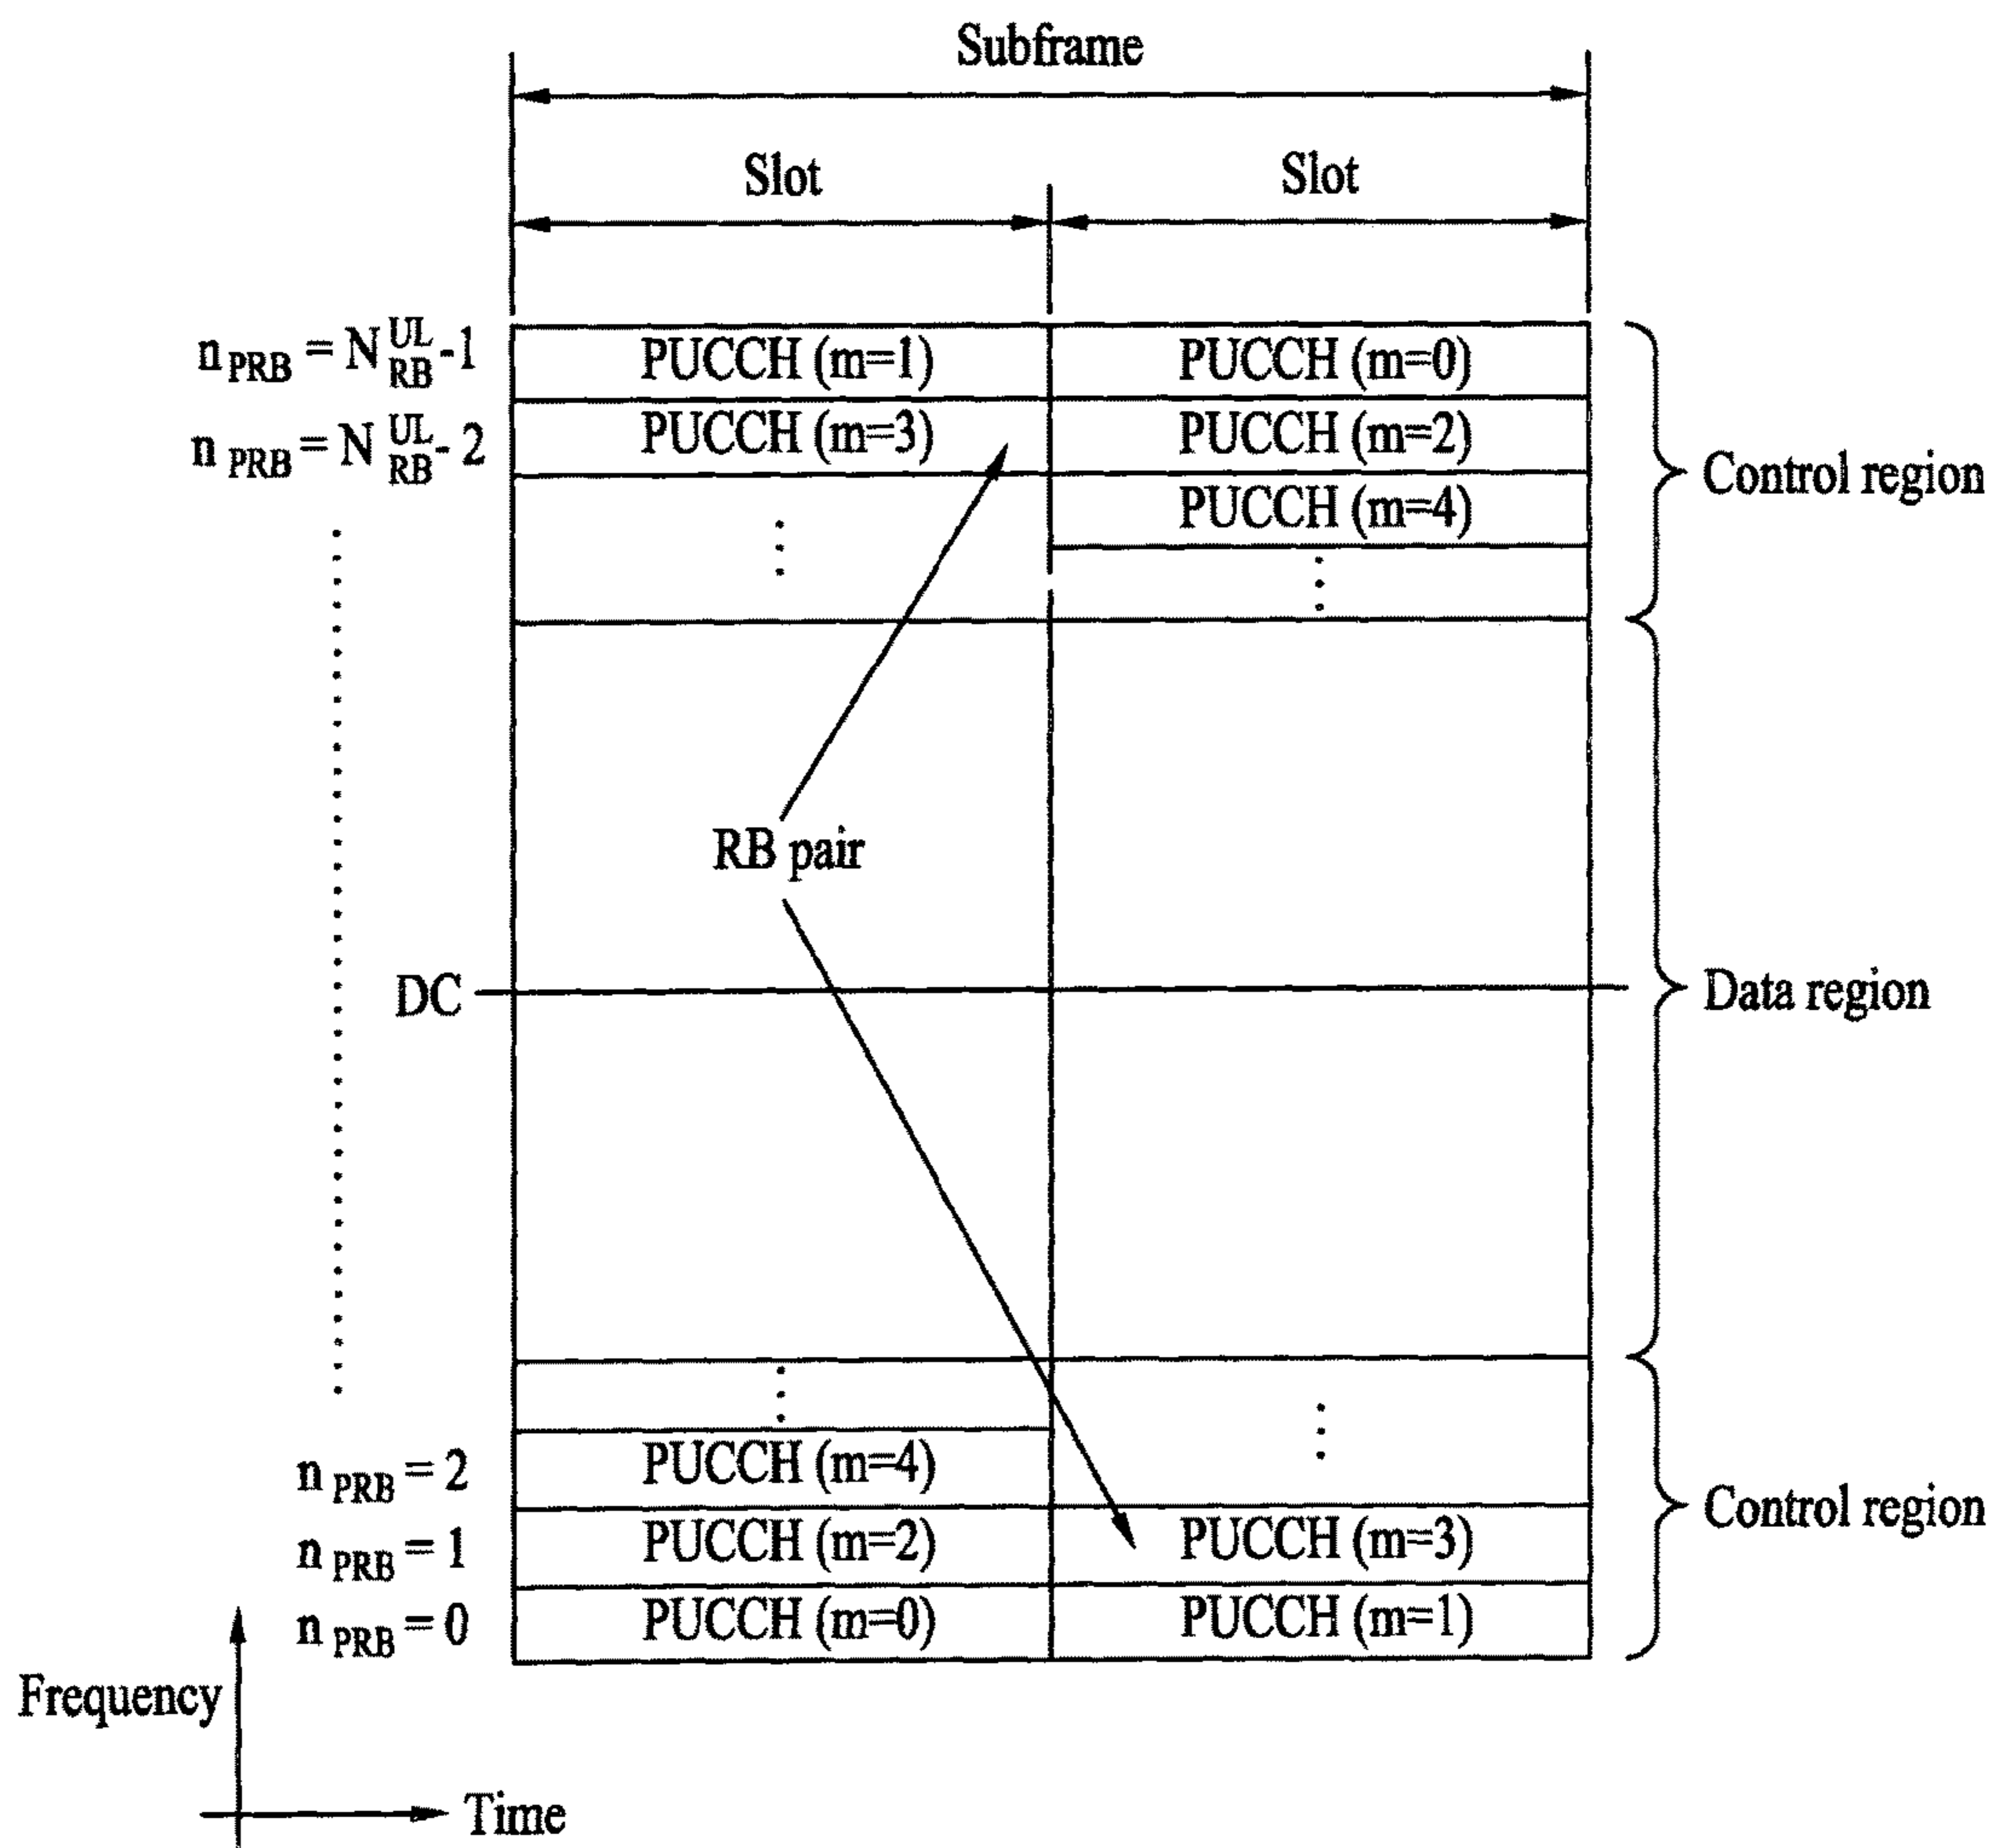 Subframe
Slot Slot
n PRB = N UL RB -1 PUCCH (m=1) PUCCH (m=0)
n PRB = N UL RB - 2 PUCCH (m=3) PUCCH (m=2)
Control region
PUCCH (m=4)
RB pair
DC
Data region
n PRB = 2 PUCCH (m=4)
Control region
n PRB = 1 PUCCH (m=2) PUCCH (m=3)
n PRB = 0 PUCCH (m=0) PUCCH (m=1)
Frequency
Time